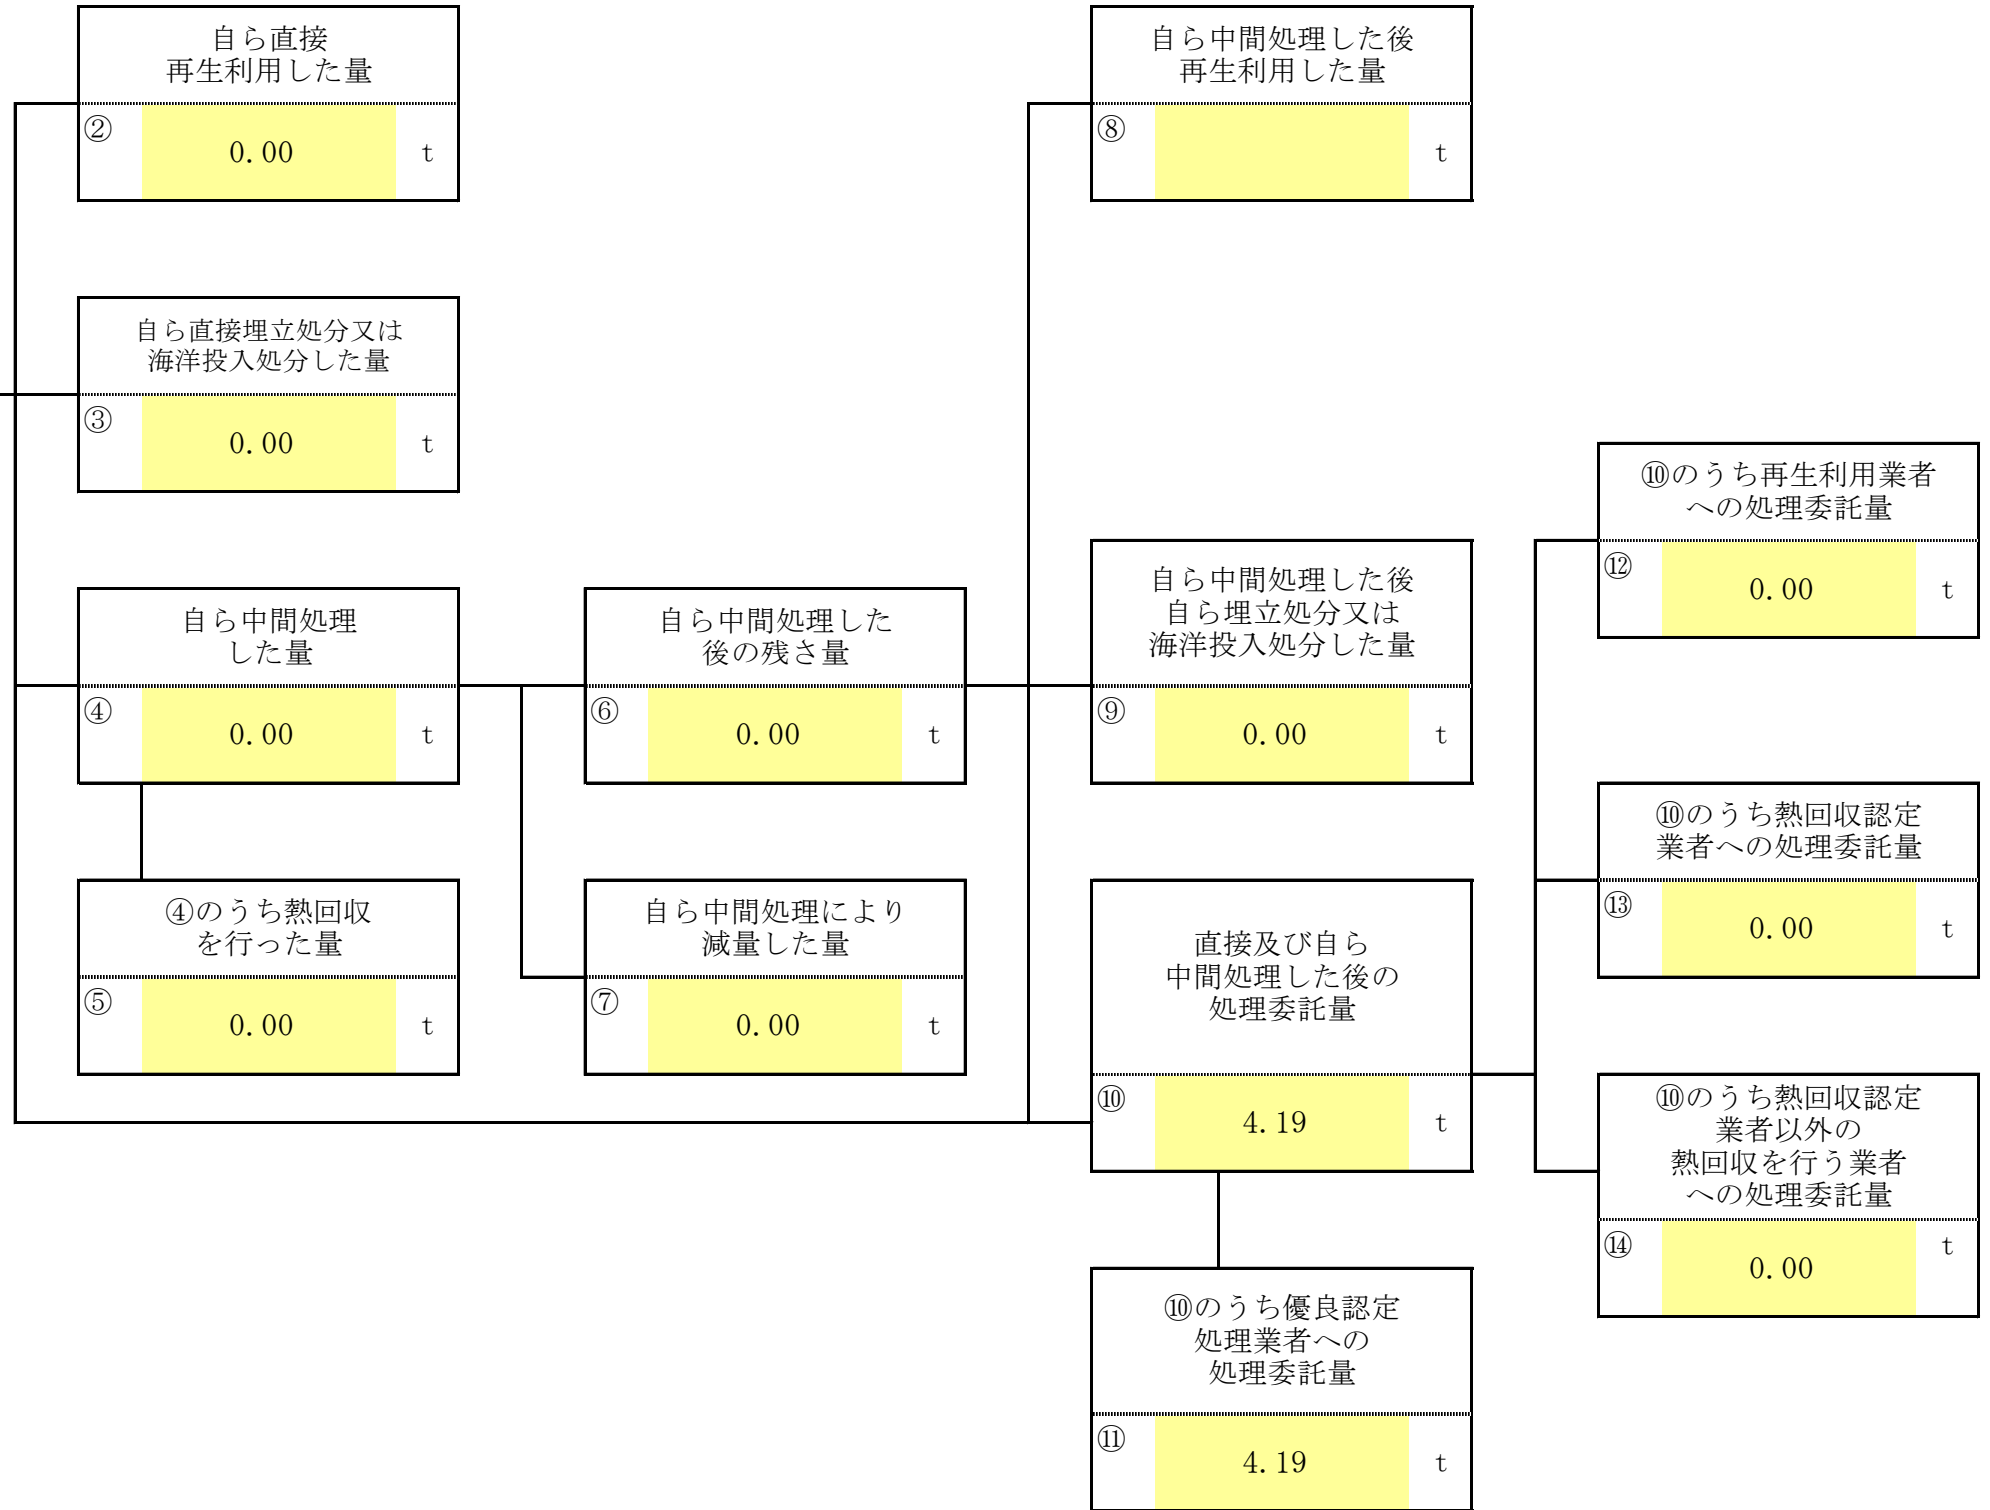 自ら直接
再生利用した量
②
0.00
t
自ら中間処理した後
再生利用した量
⑧
t
自ら直接埋立処分又は
海洋投入処分した量
③
0.00
t
⑩のうち再生利用業者
への処理委託量
⑫
0.00
t
自ら中間処理
した量
④
0.00
t
自ら中間処理した
後の残さ量
⑥
0.00
t
自ら中間処理した後
自ら埋立処分又は
海洋投入処分した量
⑨
0.00
t
⑩のうち熱回収認定
業者への処理委託量
⑬
0.00
t
④のうち熱回収
を行った量
⑤
0.00
t
自ら中間処理により
減量した量
⑦
0.00
t
直接及び自ら
中間処理した後の
処理委託量
⑩
4.19
t
⑩のうち熱回収認定
業者以外の
熱回収を行う業者
への処理委託量
⑭
0.00
t
⑩のうち優良認定
処理業者への
処理委託量
⑪
4.19
t